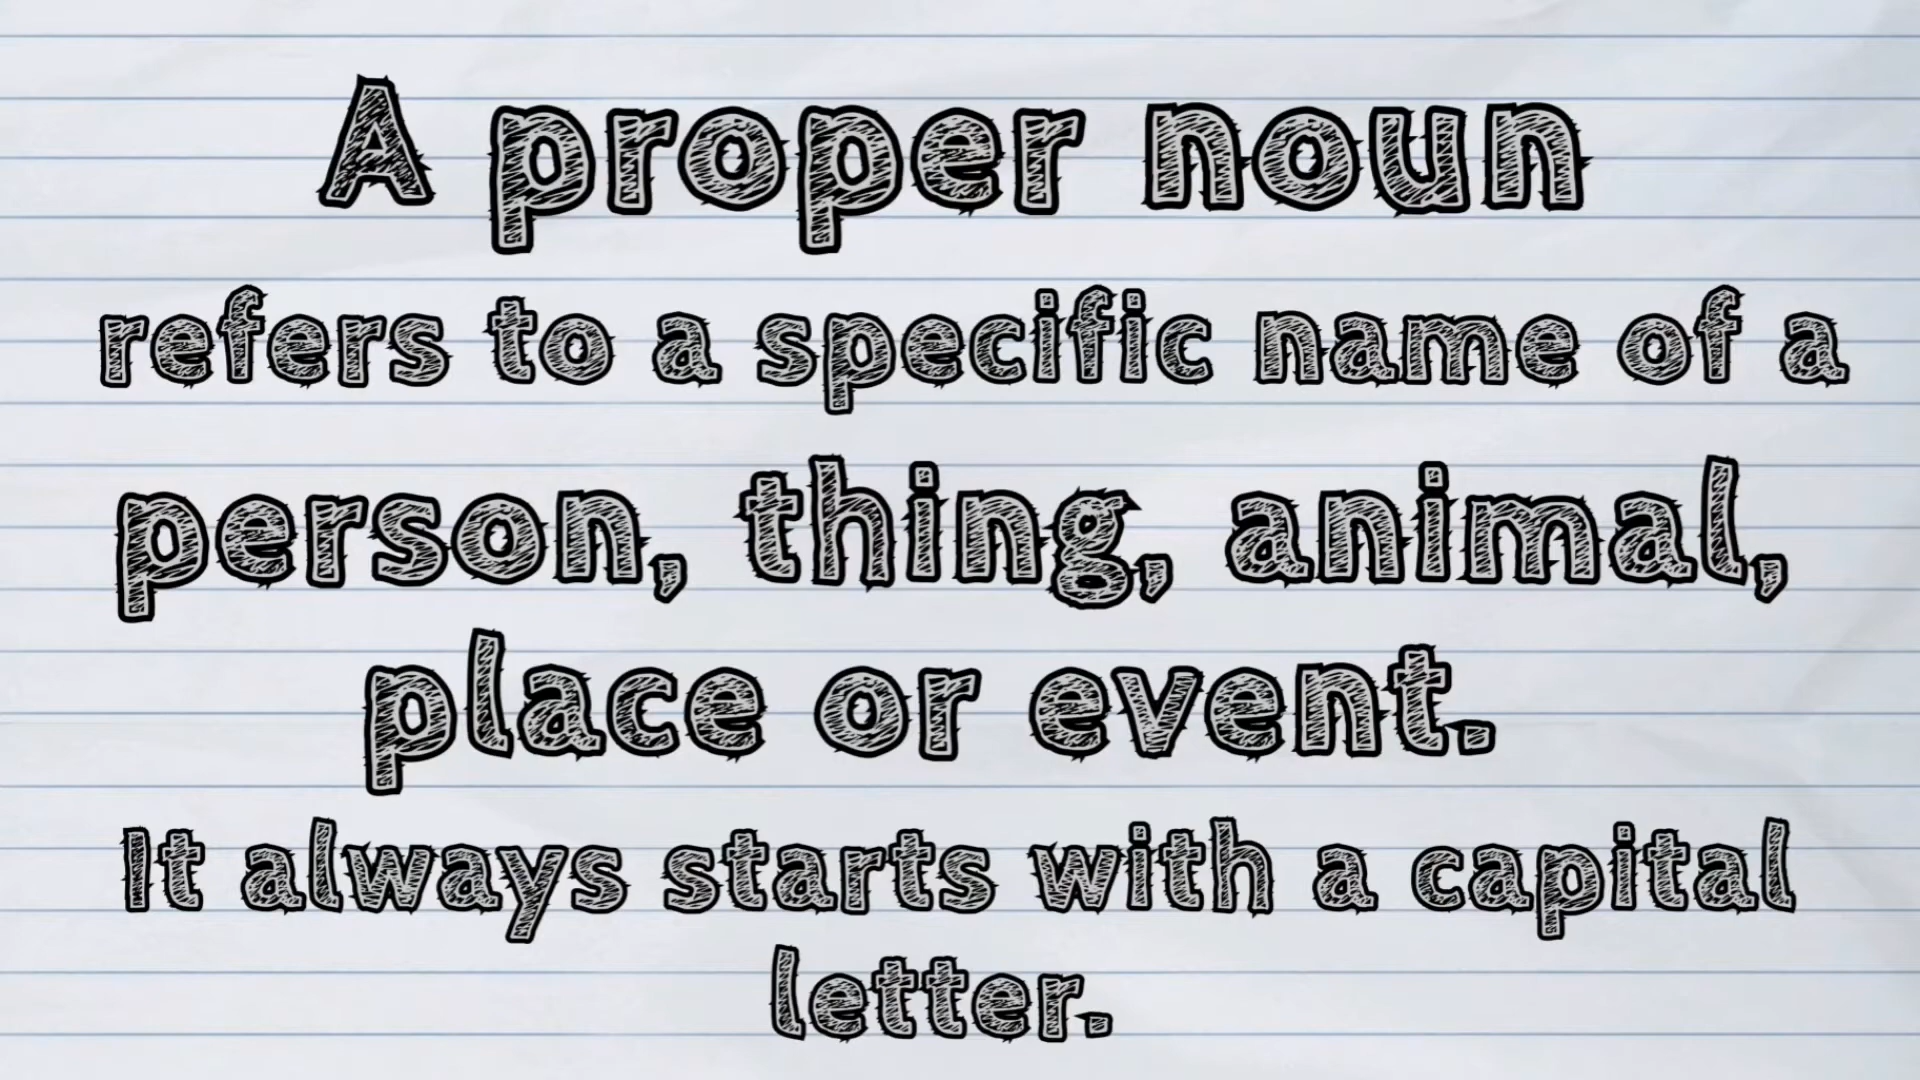 A proper noun
refers to a specific name of a
person, thing, animal,
place or event.
It always starts with a capital
letter.